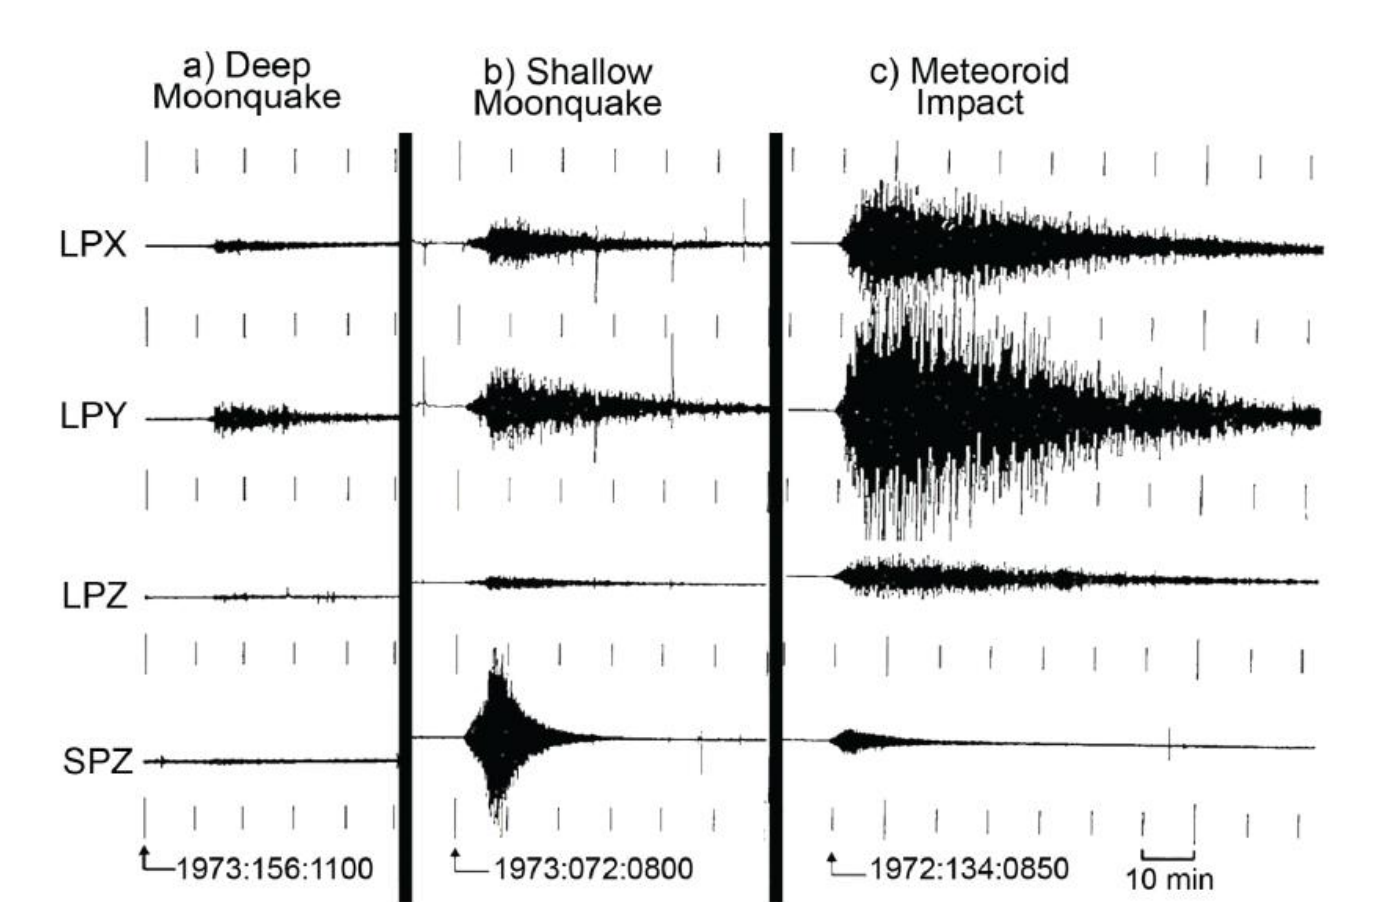 a) Deep
Moonquake
b) Shallow
Moonquake
c) Meteoroid
Impact
LPX
LPY
LPZ
SPZ
1973:156:1100
1973:072:0800
1972:134:0850
10 min